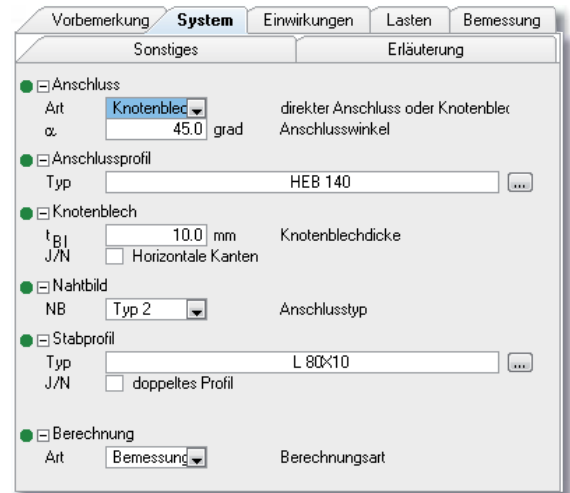 Vorbemerkung System Einwirkungen Lasten Bemessung
Sonstiges Erläuterung
Anschluss
Art Knotenblec direkter Anschluss oder Knotenblec
α 45.0 grad Anschlusswinkel
Anschlussprofil
Typ HEB 140 ...
Knotenblech
tBl 10.0 mm Knotenblechdicke
J/N Horizontale Kanten
Nahtbild
NB Typ 2 Anschlusstyp
Stabprofil
Typ L 80X10 ...
J/N doppeltes Profil
Berechnung
Art Bemessung Berechnungsart